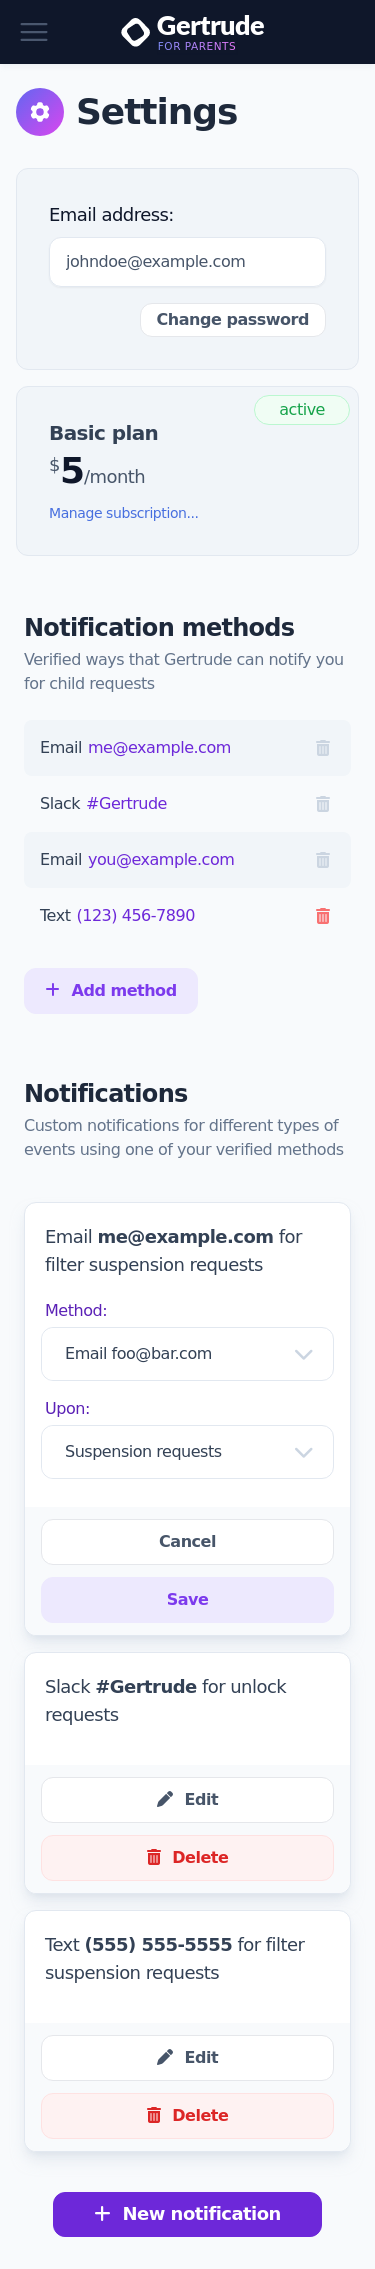 Gertrude
FOR PARENTS
Settings
Email address:
johndoe@example.com
Change password
active
Basic plan
$5/month
Manage subscription...
Notification methods
Verified ways that Gertrude can notify you
for child requests
Email me@example.com
Slack #Gertrude
Email you@example.com
Text (123) 456-7890
+ Add method
Notifications
Custom notifications for different types of
events using one of your verified methods
Email me@example.com for
filter suspension requests
Method:
Email foo@bar.com
Upon:
Suspension requests
Cancel
Save
Slack #Gertrude for unlock
requests
Edit
Delete
Text (555) 555-5555 for filter
suspension requests
Edit
Delete
+ New notification